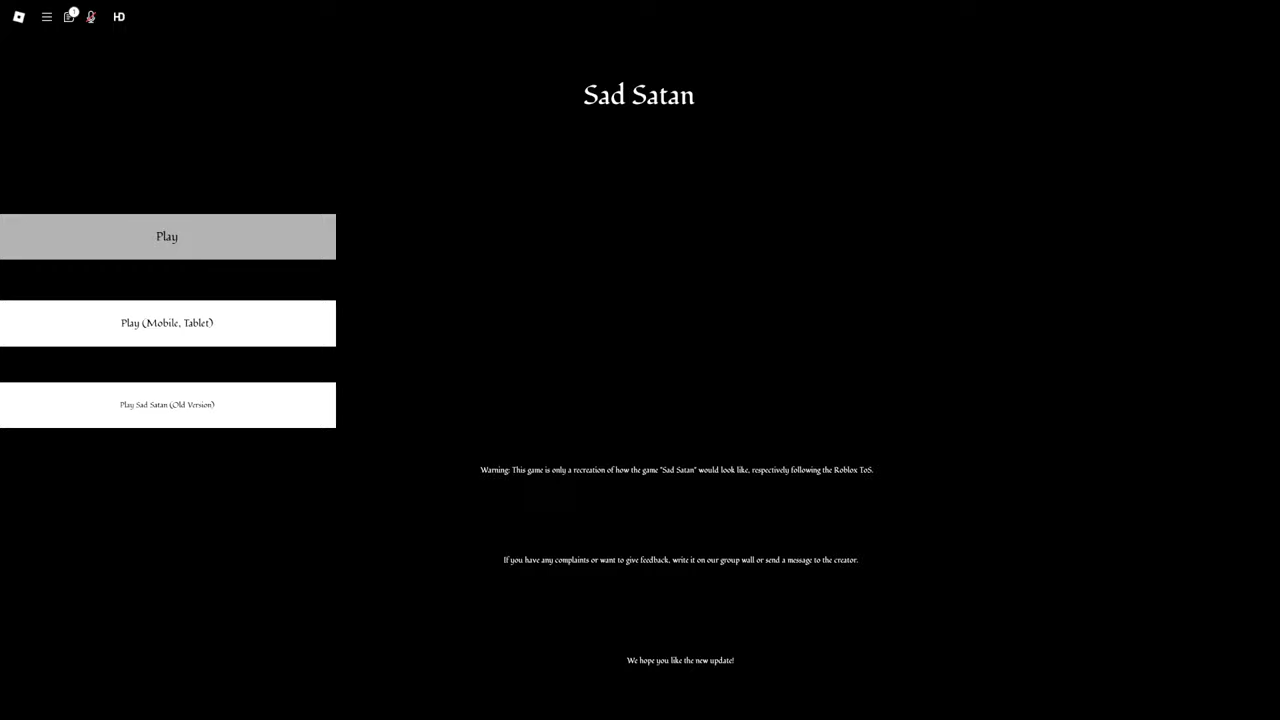 1
HD
Sad Satan
Play
Play (Mobile, Tablet)
Play Sad Satan (Old Version)
Warning: This game is only a recreation of how the game "Sad Satan" would look like, respectively following the Roblox ToS.
If you have any complaints or want to give feedback, write it on our group wall or send a message to the creator.
We hope you like the new update!